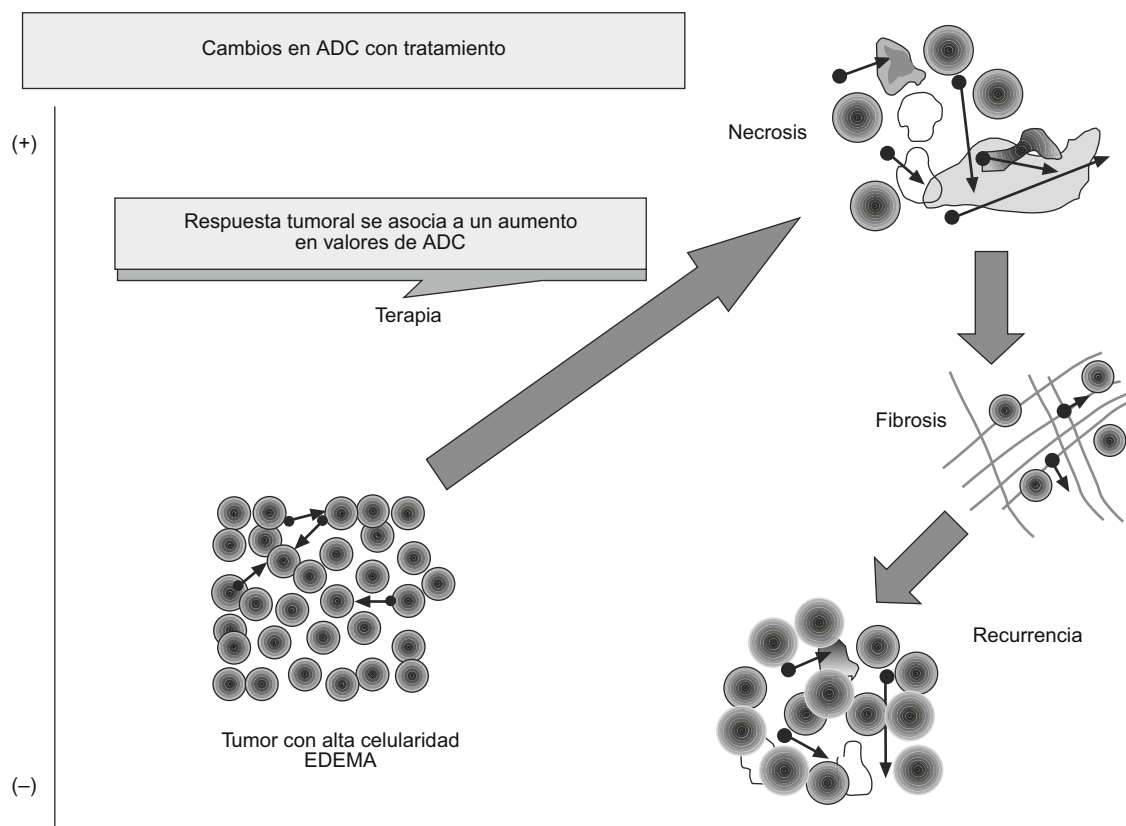 Cambios en ADC con tratamiento
(+)
Necrosis
Respuesta tumoral se asocia a un aumento
en valores de ADC
Terapia
Fibrosis
Recurrencia
Tumor con alta celularidad
EDEMA
(–)